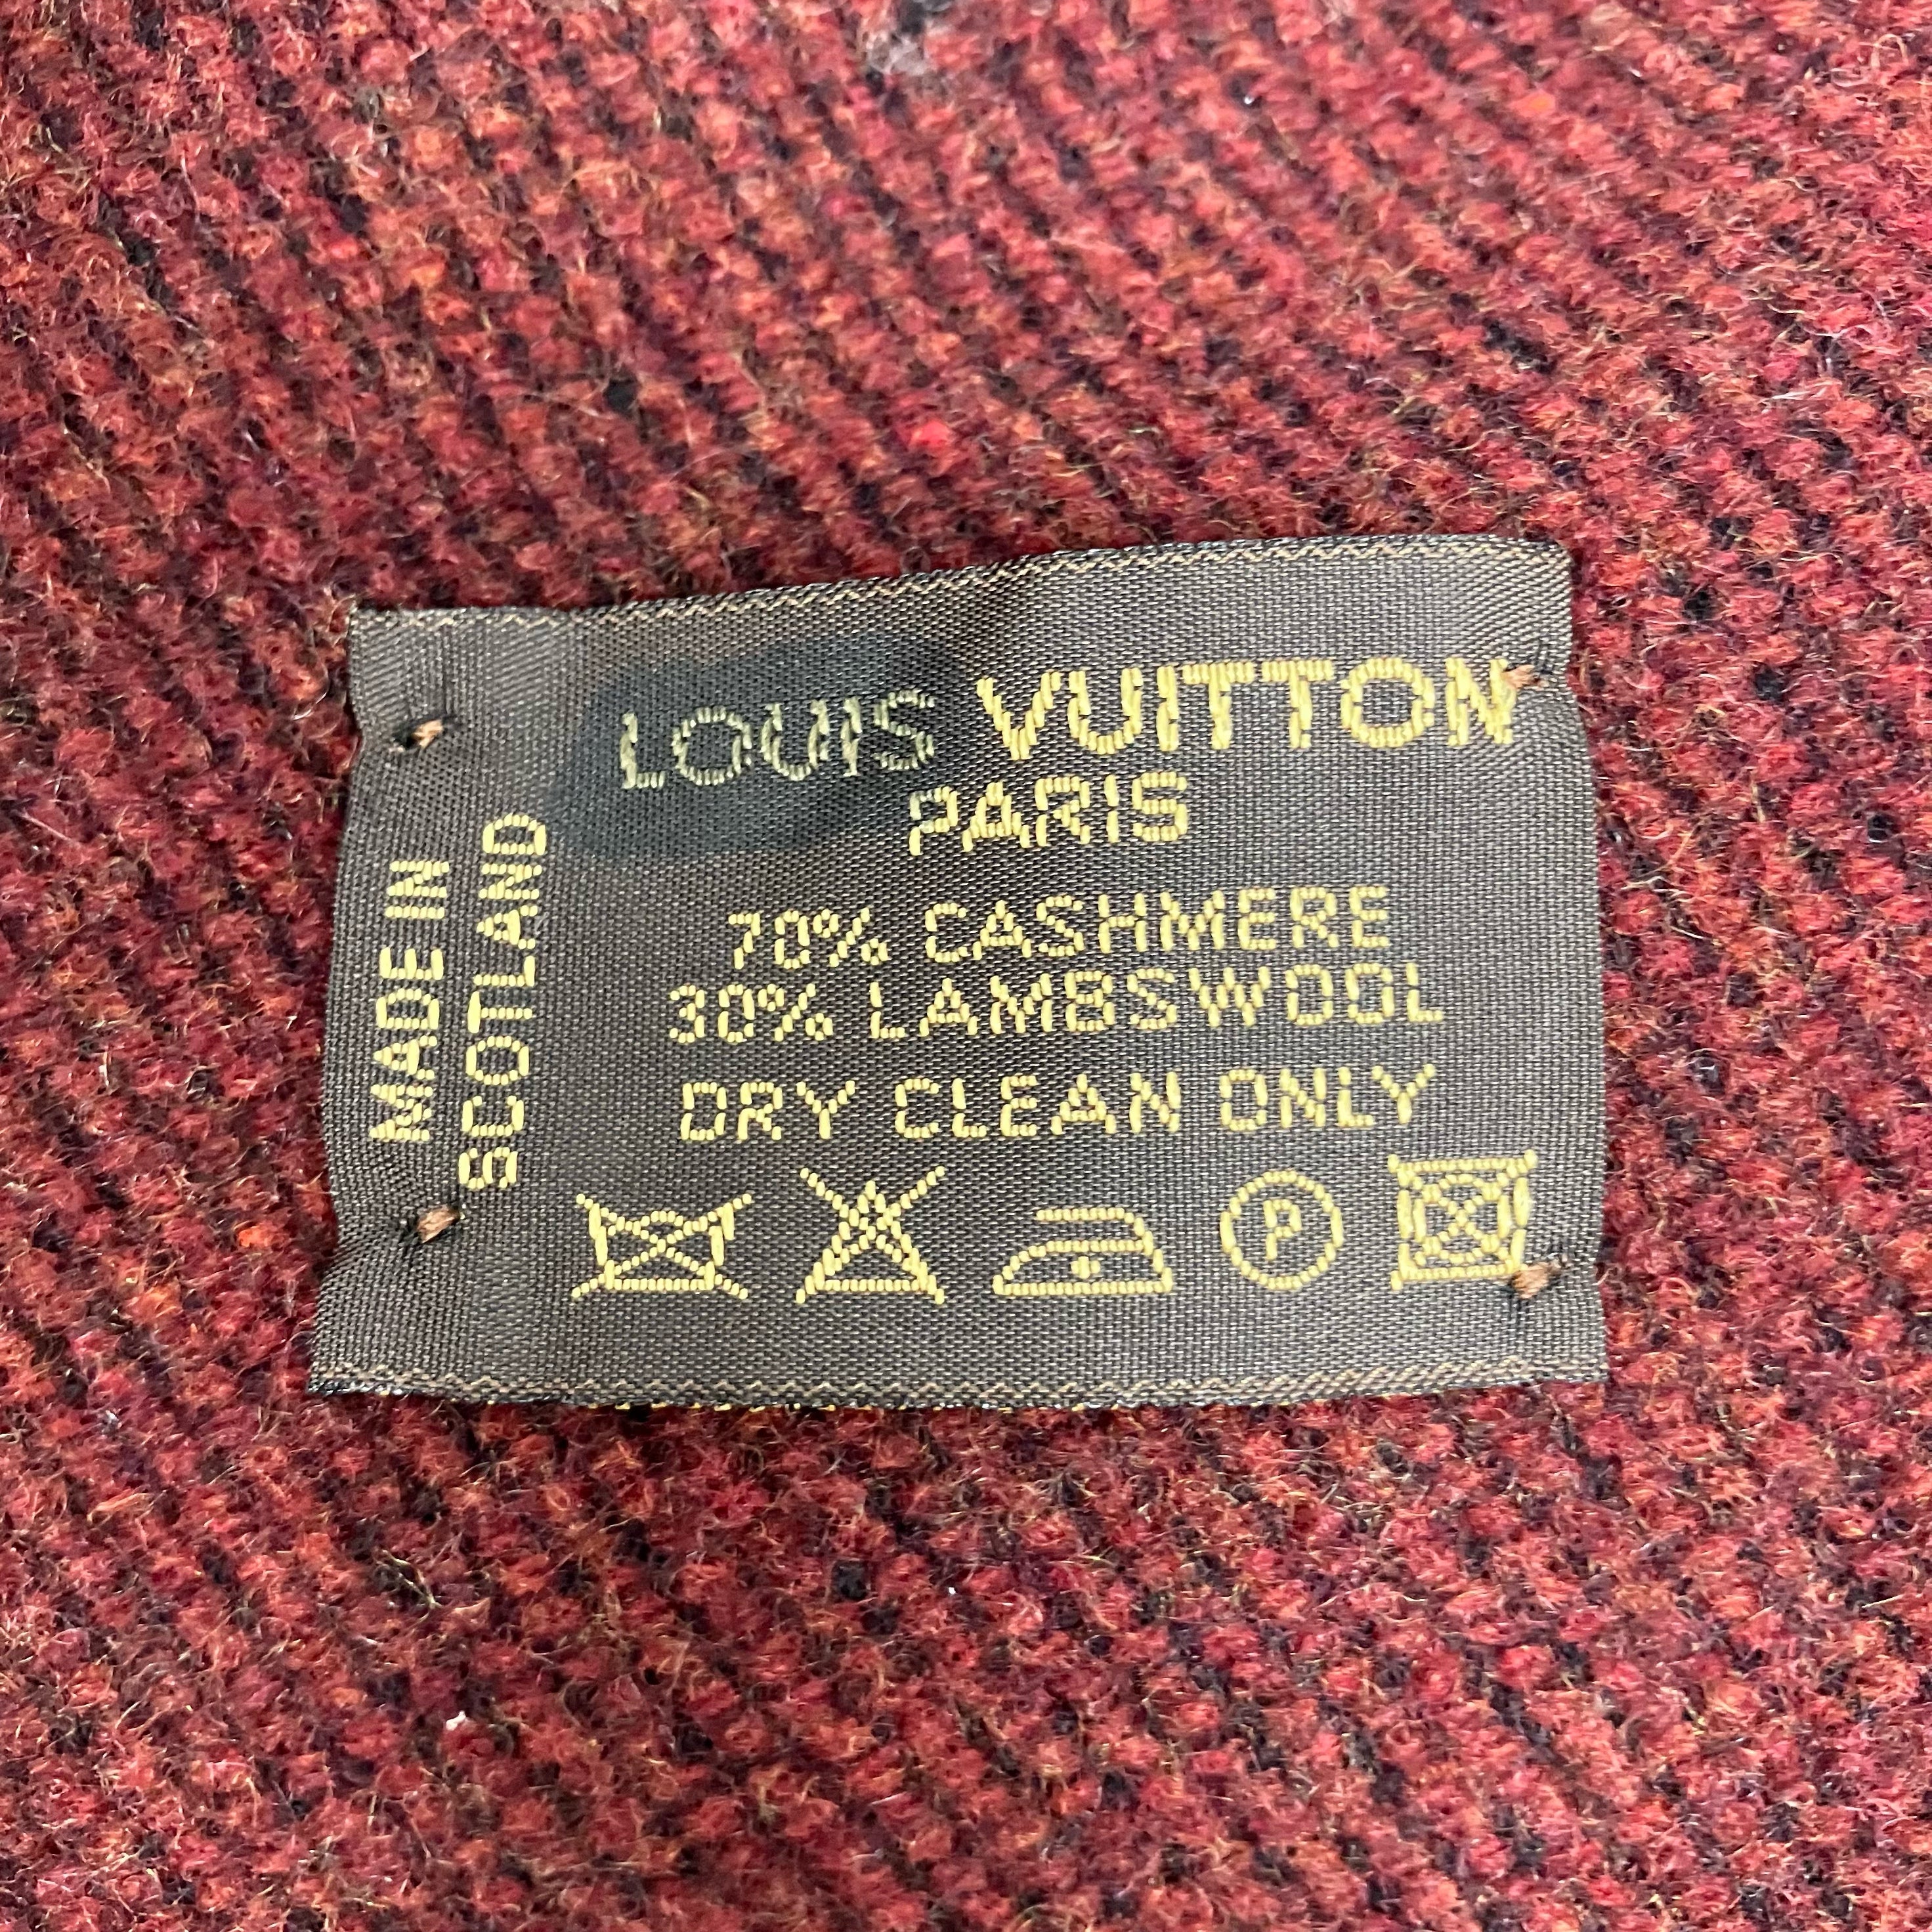 LOUIS VUITTON
PARIS
70% CASHMERE
30% LAMBSWOOL
DRY CLEAN ONLY
P
MADE IN
SCOTLAND